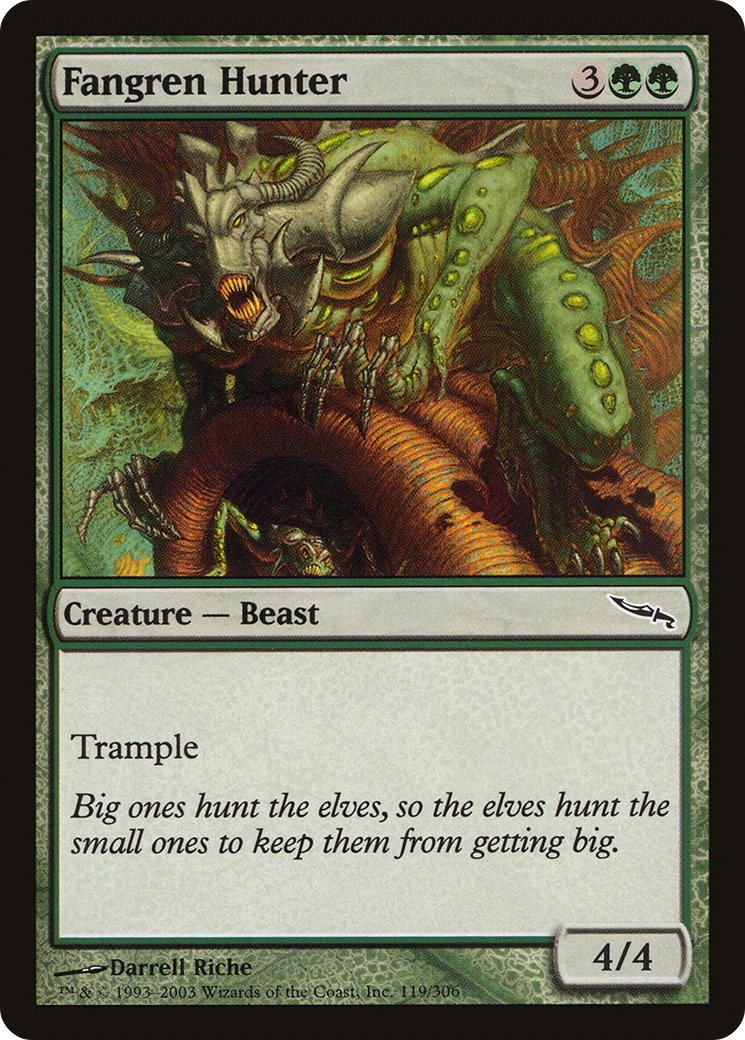 Fangren Hunter 3
Creature — Beast
Trample
Big ones hunt the elves, so the elves hunt the
small ones to keep them from getting big.
4/4
Darrell Riche
™ & © 1993–2003 Wizards of the Coast, Inc. 119/306